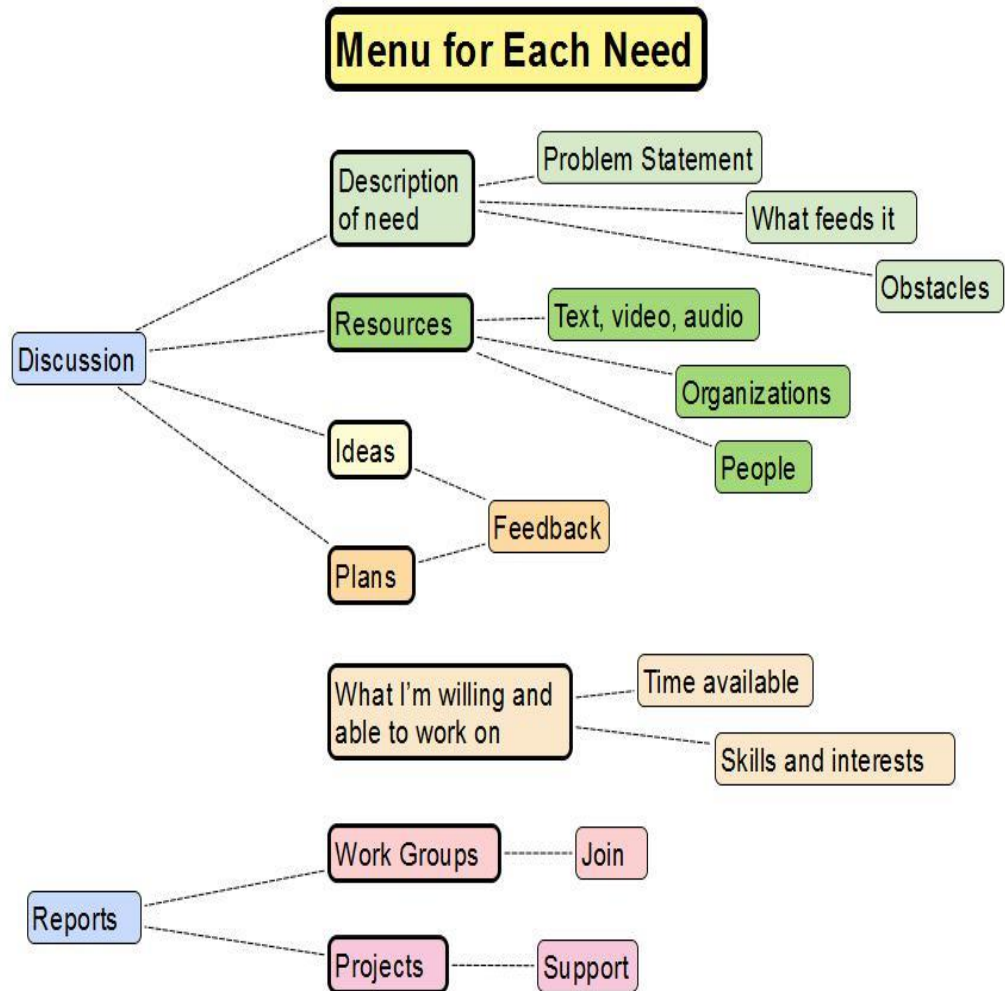 Menu for Each Need
Description
of need
Problem Statement
What feeds it
Obstacles
Discussion
Resources
Text, video, audio
Organizations
People
Ideas
Feedback
Plans
What I’m willing and
able to work on
Time available
Skills and interests
Work Groups
Join
Reports
Projects
Support